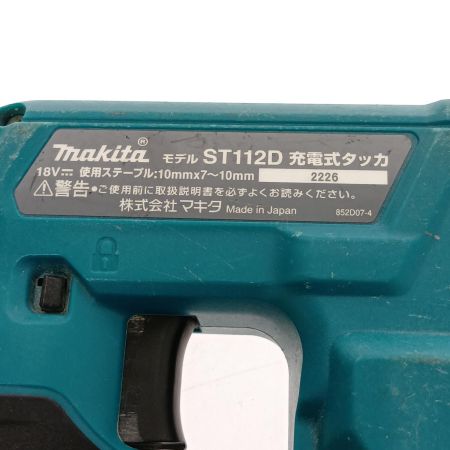 makita® モデル ST112D 充電式タッカ
18V⎓ 使用ステープル:10mmx7～10mm 2226
⚠警告●ご使用前に取扱説明書を必ずよくお読みください。
株式会社 マキタ Made in Japan 852D07-4